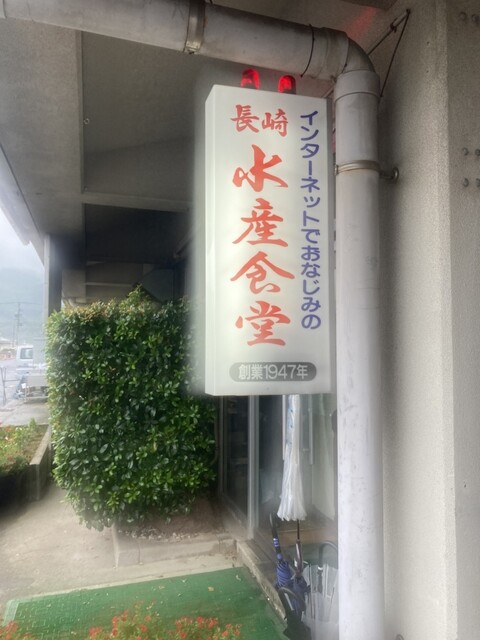 インターネットでおなじみの
長崎
水産食堂
創業1947年